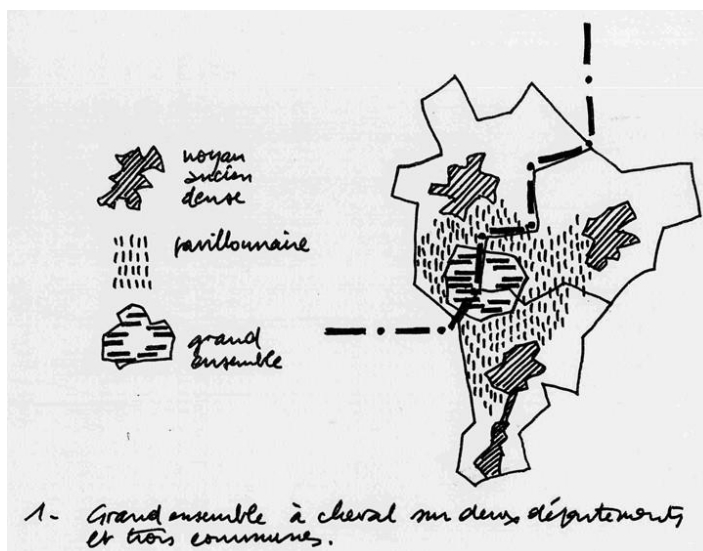 noyau
ancien
dense
pavillonnaire
grand
ensemble
1- Grand ensemble à cheval sur deux départements
et trois communes.